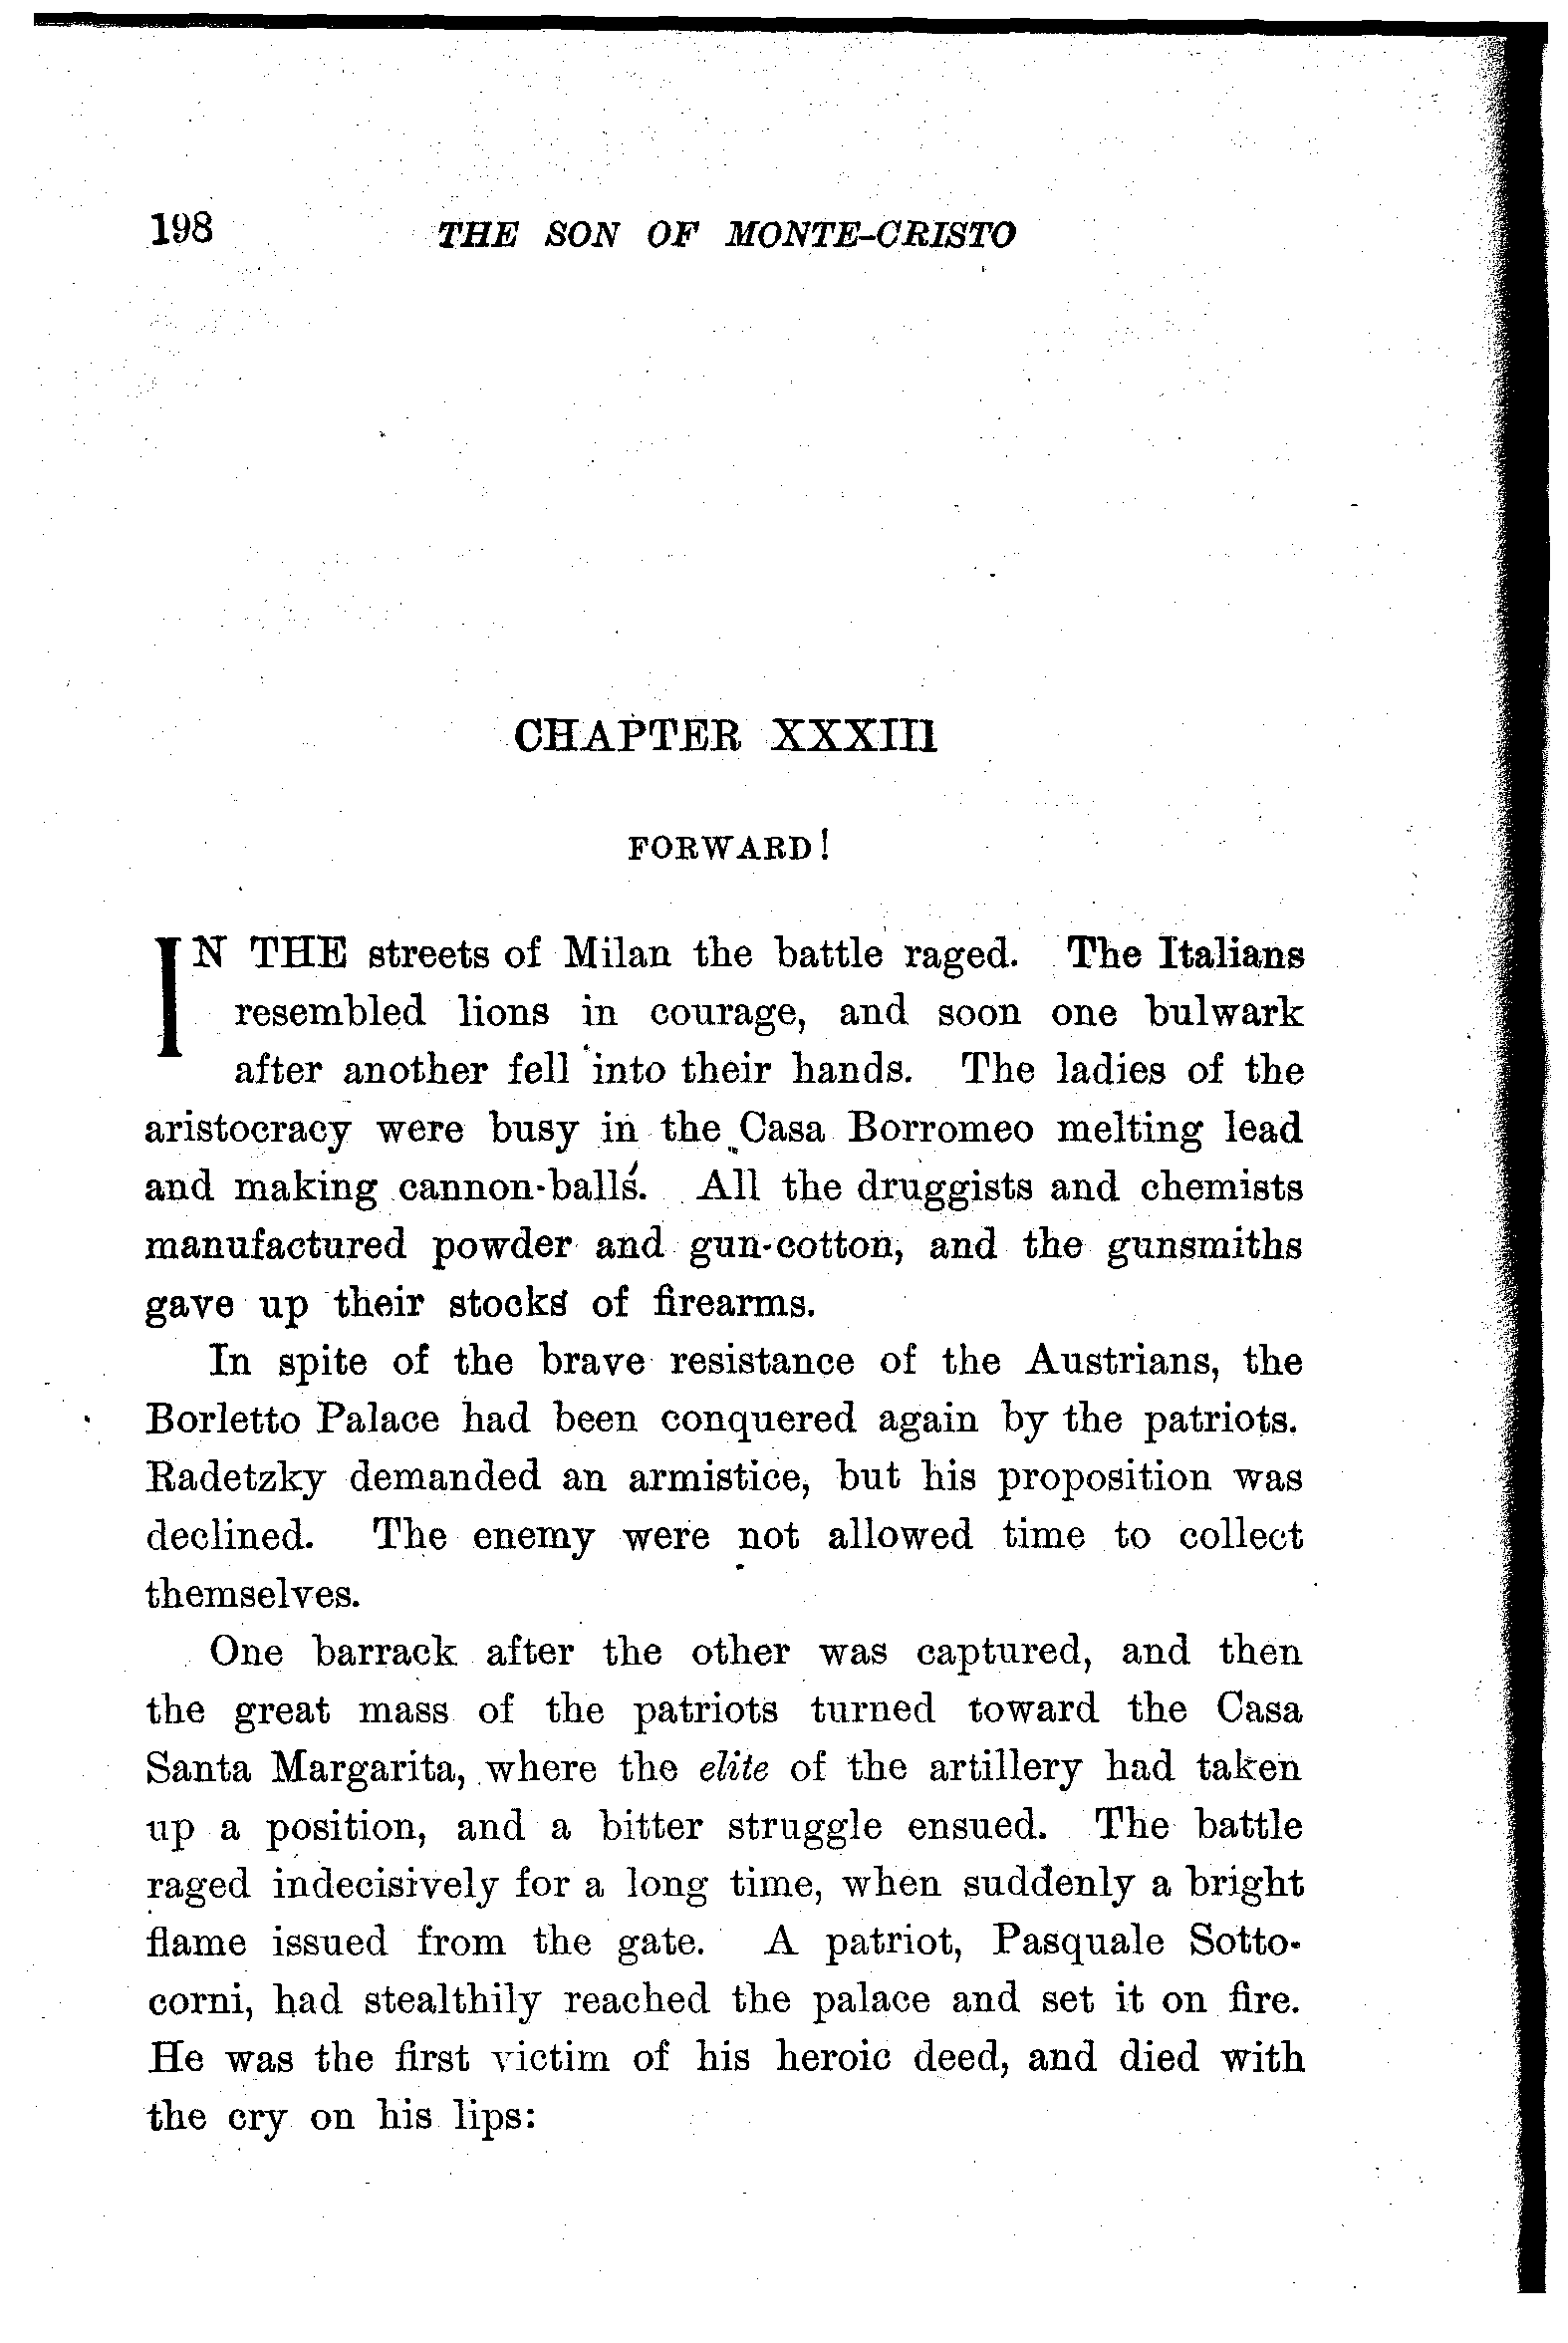 198 THE SON OF MONTE-CRISTO
CHAPTER XXXIII
FORWARD!
IN THE streets of Milan the battle raged. The Italians
resembled lions in courage, and soon one bulwark
after another fell into their hands. The ladies of the
aristocracy were busy in the Casa Borromeo melting lead
and making cannon-balls. All the druggists and chemists
manufactured powder and gun-cotton, and the gunsmiths
gave up their stocks of firearms.
In spite of the brave resistance of the Austrians, the
Borletto Palace had been conquered again by the patriots.
Radetzky demanded an armistice, but his proposition was
declined. The enemy were not allowed time to collect
themselves.
One barrack after the other was captured, and then
the great mass of the patriots turned toward the Casa
Santa Margarita, where the elite of the artillery had taken
up a position, and a bitter struggle ensued. The battle
raged indecisively for a long time, when suddenly a bright
flame issued from the gate. A patriot, Pasquale Sotto-
corni, had stealthily reached the palace and set it on fire.
He was the first victim of his heroic deed, and died with
the cry on his lips: